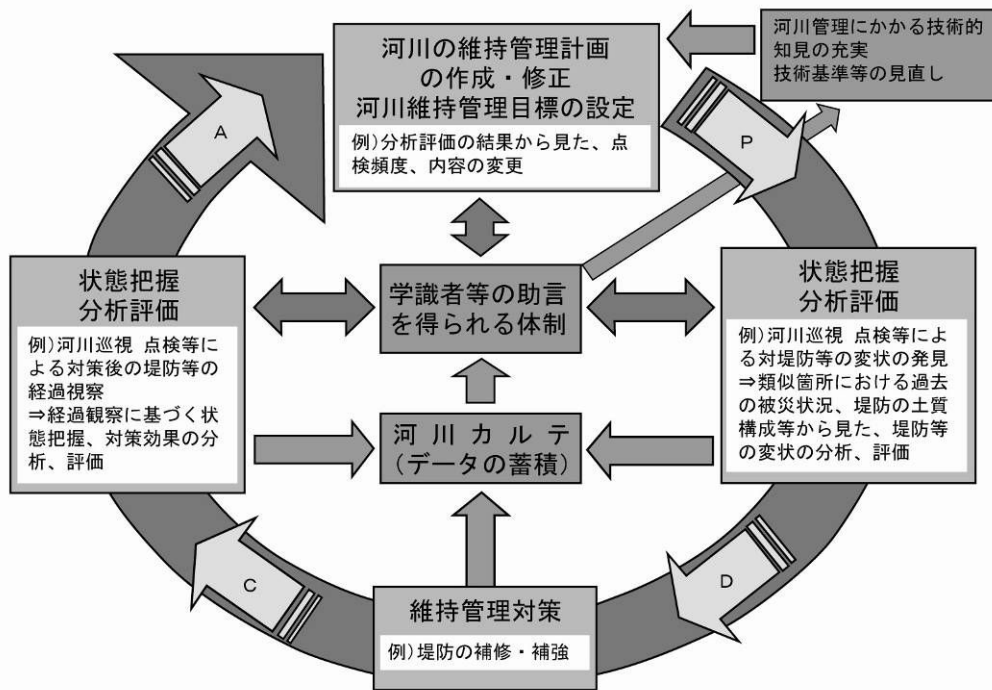 河川の維持管理計画
の作成・修正
河川維持管理目標の設定
例)分析評価の結果から見た、点
検頻度、内容の変更
河川管理にかかる技術的
知見の充実
技術基準等の見直し
A
P
状態把握
分析評価
例)河川巡視 点検等に
よる対策後の堤防等の
経過視察
⇒経過観察に基づく状
態把握、対策効果の分
析、評価
学識者等の助言
を得られる体制
状態把握
分析評価
例)河川巡視 点検等によ
る対堤防等の変状の発見
⇒類似箇所における過去
の被災状況、堤防の土質
構成等から見た、堤防等
の変状の分析、評価
河川カルテ
(データの蓄積)
C
D
維持管理対策
例)堤防の補修・補強